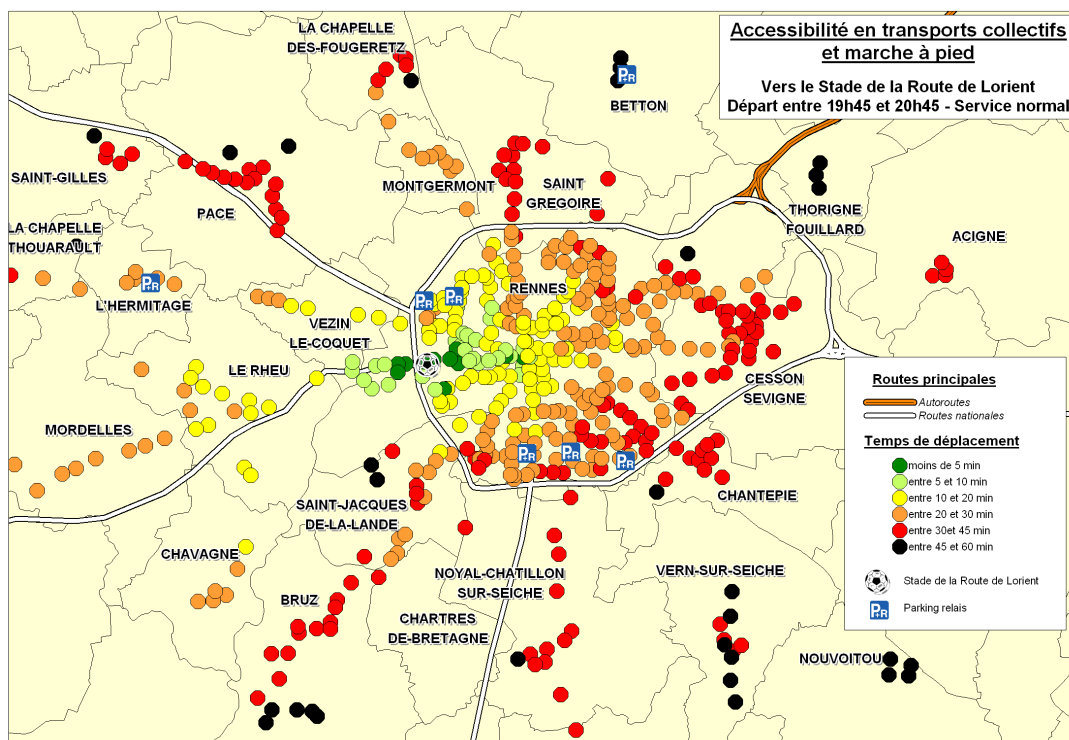 Accessibilité en transports collectifs
et marche à pied
Vers le Stade de la Route de Lorient
Départ entre 19h45 et 20h45 - Service normal
LA CHAPELLE
DES-FOUGERETZ
P+R
BETTON
SAINT-GILLES
MONTGERMONT
SAINT
GREGOIRE
PACE
THORIGNE
FOUILLARD
LA CHAPELLE
THOUARAULT
ACIGNE
P+R
L'HERMITAGE
P+R
P+R
RENNES
VEZIN
LE-COQUET
LE RHEU
CESSON
SEVIGNE
MORDELLES
P+R
P+R
P+R
SAINT-JACQUES
DE-LA-LANDE
CHANTEPIE
CHAVAGNE
NOYAL-CHATILLON
SUR-SEICHE
VERN-SUR-SEICHE
BRUZ
CHARTRES
DE-BRETAGNE
NOUVOITOU
Routes principales
Autoroutes
Routes nationales
Temps de déplacement
moins de 5 min
entre 5 et 10 min
entre 10 et 20 min
entre 20 et 30 min
entre 30et 45 min
entre 45 et 60 min
Stade de la Route de Lorient
P+R
Parking relais